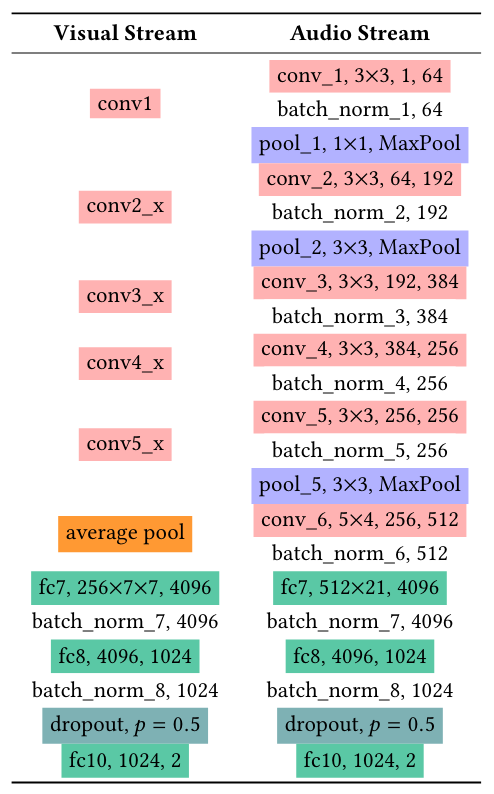 Visual Stream Audio Stream
conv_1, 3×3, 1, 64
conv1
batch_norm_1, 64
pool_1, 1×1, MaxPool
conv_2, 3×3, 64, 192
conv2_x
batch_norm_2, 192
pool_2, 3×3, MaxPool
conv_3, 3×3, 192, 384
conv3_x
batch_norm_3, 384
conv_4, 3×3, 384, 256
conv4_x
batch_norm_4, 256
conv_5, 3×3, 256, 256
conv5_x
batch_norm_5, 256
pool_5, 3×3, MaxPool
conv_6, 5×4, 256, 512
average pool
batch_norm_6, 512
fc7, 256×7×7, 4096 fc7, 512×21, 4096
batch_norm_7, 4096 batch_norm_7, 4096
fc8, 4096, 1024 fc8, 4096, 1024
batch_norm_8, 1024 batch_norm_8, 1024
dropout, p = 0.5 dropout, p = 0.5
fc10, 1024, 2 fc10, 1024, 2